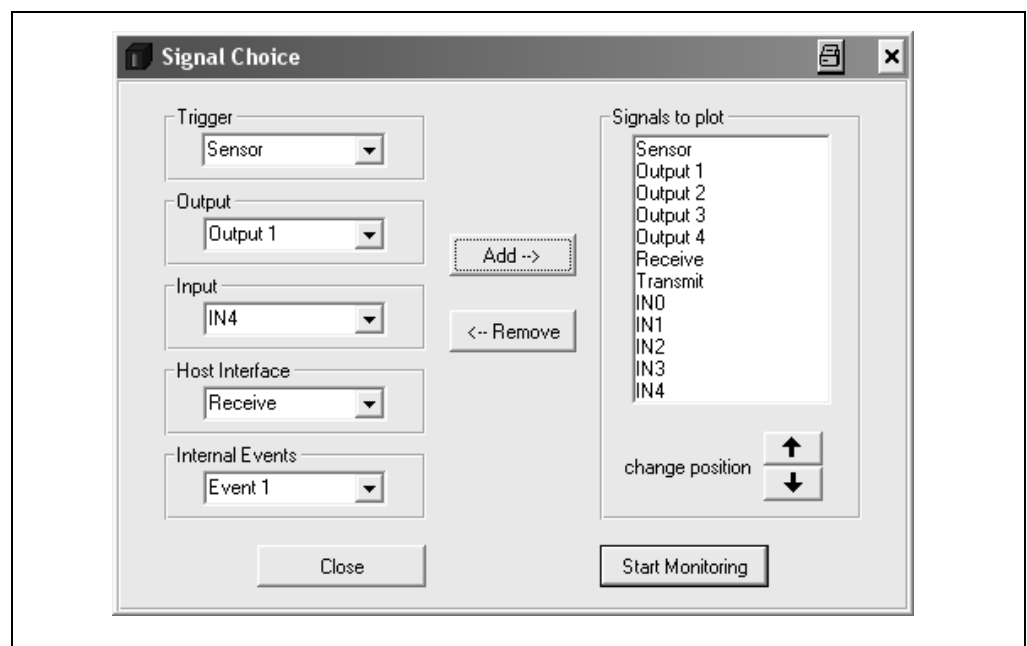 Signal Choice
Trigger
Sensor
Output
Output 1
Input
IN4
Host Interface
Receive
Internal Events
Event 1
Add -->
<-- Remove
Signals to plot
Sensor
Output 1
Output 2
Output 3
Output 4
Receive
Transmit
IN0
IN1
IN2
IN3
IN4
change position
Close
Start Monitoring